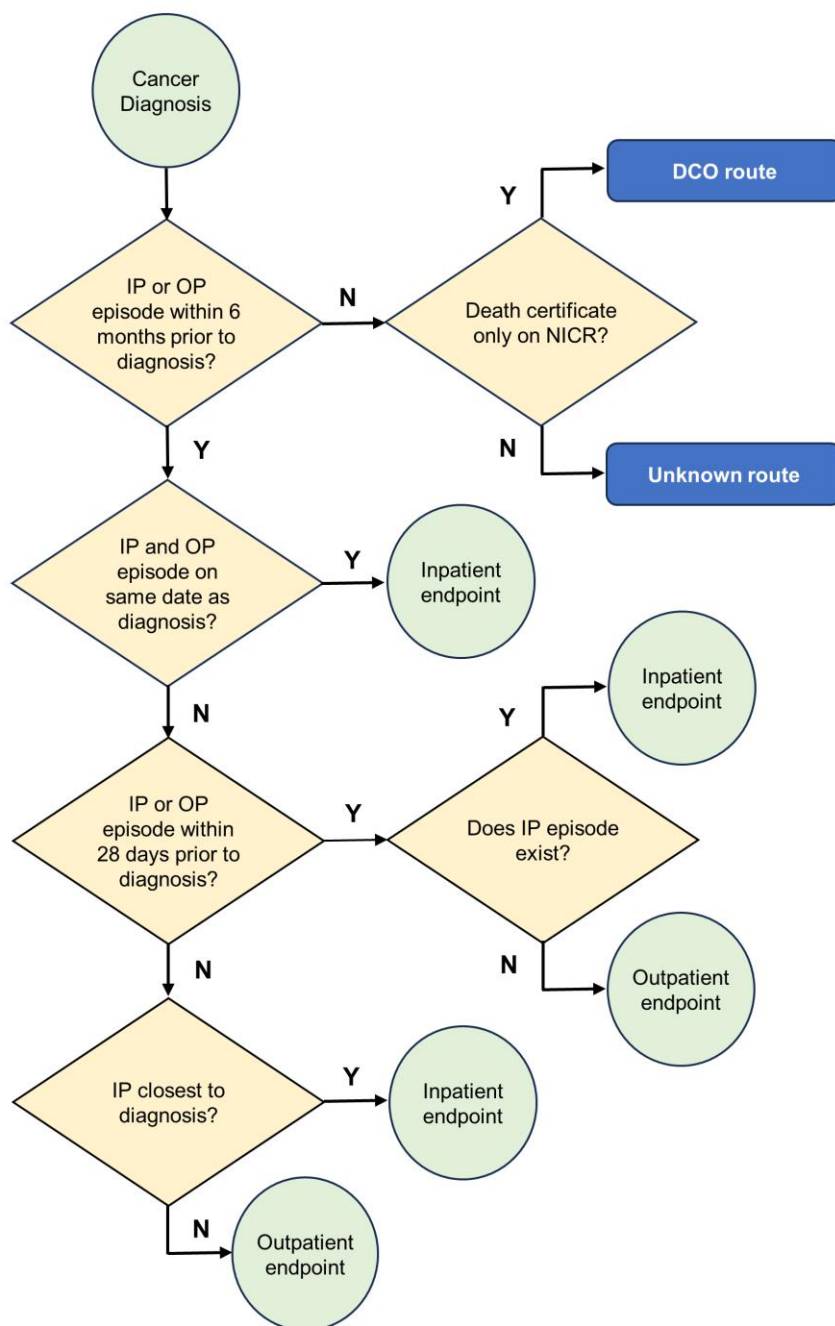 Cancer
Diagnosis
Y
DCO route
IP or OP
episode within 6
months prior to
diagnosis?
N
Death certificate
only on NICR?
Y
N
Unknown route
IP and OP
episode on
same date as
diagnosis?
Y
Inpatient
endpoint
N
Y
Inpatient
endpoint
IP or OP
episode within
28 days prior to
diagnosis?
Y
Does IP episode
exist?
N
N
Outpatient
endpoint
IP closest to
diagnosis?
Y
Inpatient
endpoint
N
Outpatient
endpoint